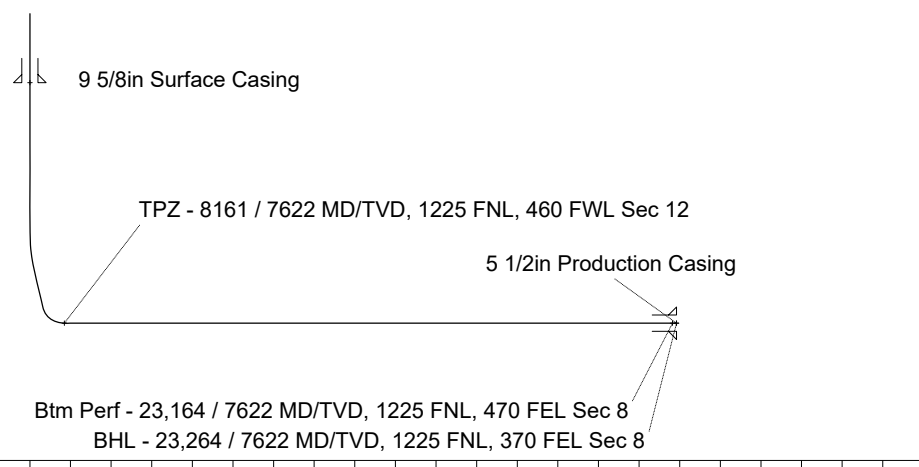 9 5/8in Surface Casing
TPZ - 8161 / 7622 MD/TVD, 1225 FNL, 460 FWL Sec 12
5 1/2in Production Casing
Btm Perf - 23,164 / 7622 MD/TVD, 1225 FNL, 470 FEL Sec 8
BHL - 23,264 / 7622 MD/TVD, 1225 FNL, 370 FEL Sec 8